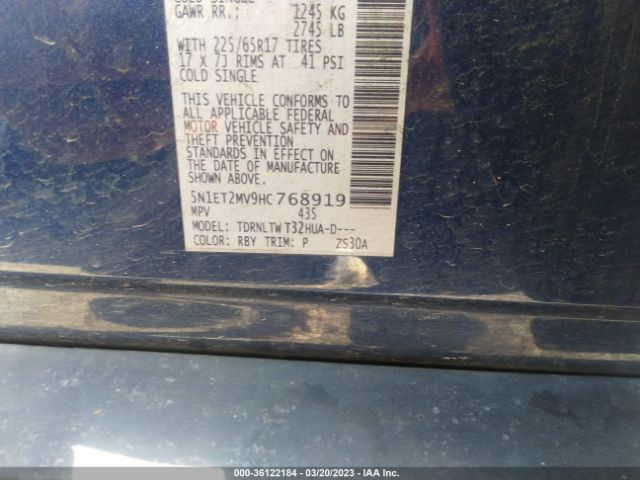 COLD SINGLE
GAWR RR.: 1245 KG
2745 LB
WITH 225/65R17 TIRES
17 X 7J RIMS AT 41 PSI
COLD SINGLE
THIS VEHICLE CONFORMS TO
ALL APPLICABLE FEDERAL
MOTOR VEHICLE SAFETY AND
THEFT PREVENTION
STANDARDS IN EFFECT ON
THE DATE OF MANUFACTURE
SHOWN ABOVE.
5N1ET2MV9HC768919
MPV 435
MODEL: TDRNLTWT32HUA-D---
COLOR: RBY TRIM: P ZS30A
000-36122184 - 03/20/2023 - IAA Inc.